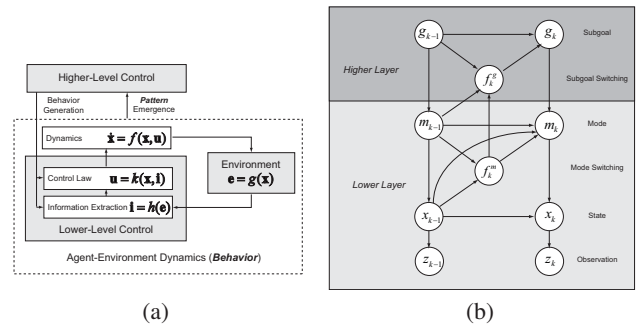 Higher-Level Control
Behavior
Generation
Pattern
Emergence
Dynamics
ẋ = f(x,u)
Environment
e = g(x)
Control Law
u = k(x,i)
Information Extraction
i = h(e)
Lower-Level Control
Agent-Environment Dynamics (Behavior)
(a)
g_{k-1}
g_k
Subgoal
Higher Layer
f_k^g
Subgoal Switching
m_{k-1}
m_k
Mode
Lower Layer
f_k^m
Mode Switching
x_{k-1}
x_k
State
z_{k-1}
z_k
Observation
(b)